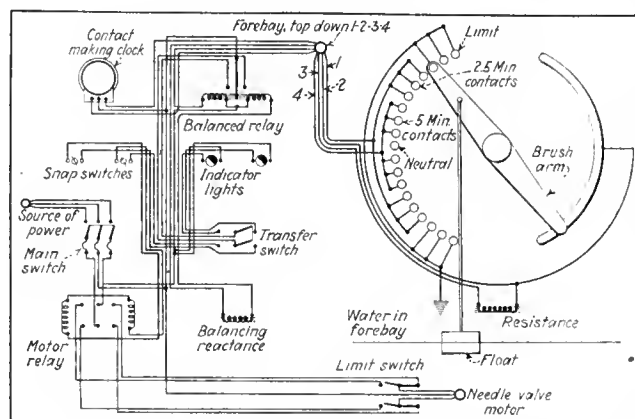 Forebay, top down 1-2-3-4
Contact
making clock
Limit
1
3
2.5 Min
contacts
2
4
Balanced relay
5 Min.
contacts
Neutral
Snap switches
Indicator
lights
Brush
arm
Source of
power
Main
switch
Transfer
switch
Motor
relay
Balancing
reactance
Water in
forebay
Resistance
Float
Limit switch
Needle valve
motor